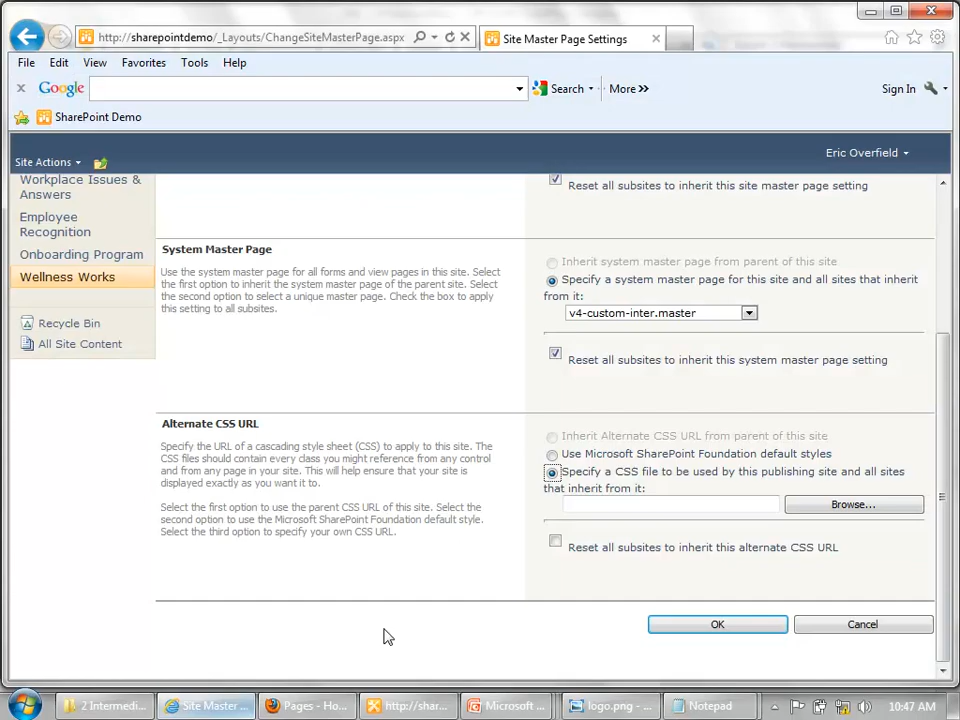 http://sharepointdemo/_Layouts/ChangeSiteMasterPage.aspx
Site Master Page Settings
File Edit View Favorites Tools Help
x Google Search More » Sign In
SharePoint Demo
Site Actions Eric Overfield
Workplace Issues &
Answers
Employee
Recognition
Onboarding Program
Wellness Works
Recycle Bin
All Site Content
Reset all subsites to inherit this site master page setting
System Master Page
Use the system master page for all forms and view pages in this site. Select
the first option to inherit the system master page of the parent site. Select
the second option to select a unique master page. Check the box to apply
this setting to all subsites.
Inherit system master page from parent of this site
Specify a system master page for this site and all sites that inherit
from it:
v4-custom-inter.master
Reset all subsites to inherit this system master page setting
Alternate CSS URL
Specify the URL of a cascading style sheet (CSS) to apply to this site. The
CSS files should contain every class you might reference from any control
and from any page in your site. This will help ensure that your site is
displayed exactly as you want it to.
Select the first option to use the parent CSS URL of this site. Select the
second option to use the Microsoft SharePoint Foundation default style.
Select the third option to specify your own CSS URL.
Inherit Alternate CSS URL from parent of this site
Use Microsoft SharePoint Foundation default styles
Specify a CSS file to be used by this publishing site and all sites
that inherit from it:
Browse...
Reset all subsites to inherit this alternate CSS URL
OK Cancel
2 Intermedi... Site Master ... Pages - Ho... http://shar... Microsoft ... logo.png - ... Notepad 10:47 AM